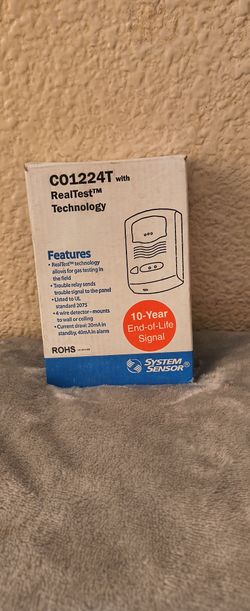 CO1224T with
RealTest™
Technology
Features
• RealTest™ technology
allows for gas testing in
the field
• Trouble relay sends
trouble signal to the panel
• Listed to UL
standard 2075
• 4 wire detector - mounts
to wall or ceiling
• Current draw: 20mA in
standby, 40mA in alarm
10-Year
End-of-Life
Signal
ROHS
SYSTEM
SENSOR®